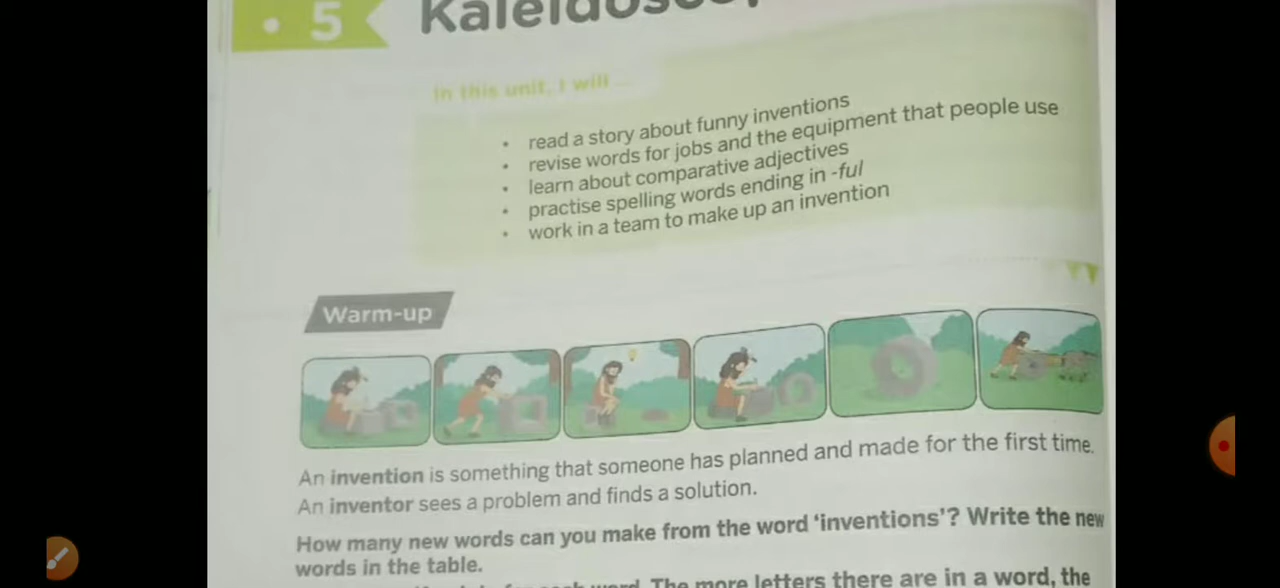 5
In this unit, I will
• read a story about funny inventions
• revise words for jobs and the equipment that people use
• learn about comparative adjectives
• practise spelling words ending in -ful
• work in a team to make up an invention
Warm-up
An invention is something that someone has planned and made for the first time.
An inventor sees a problem and finds a solution.
How many new words can you make from the word ‘inventions’? Write the new
words in the table.
for each word. The more letters there are in a word, the